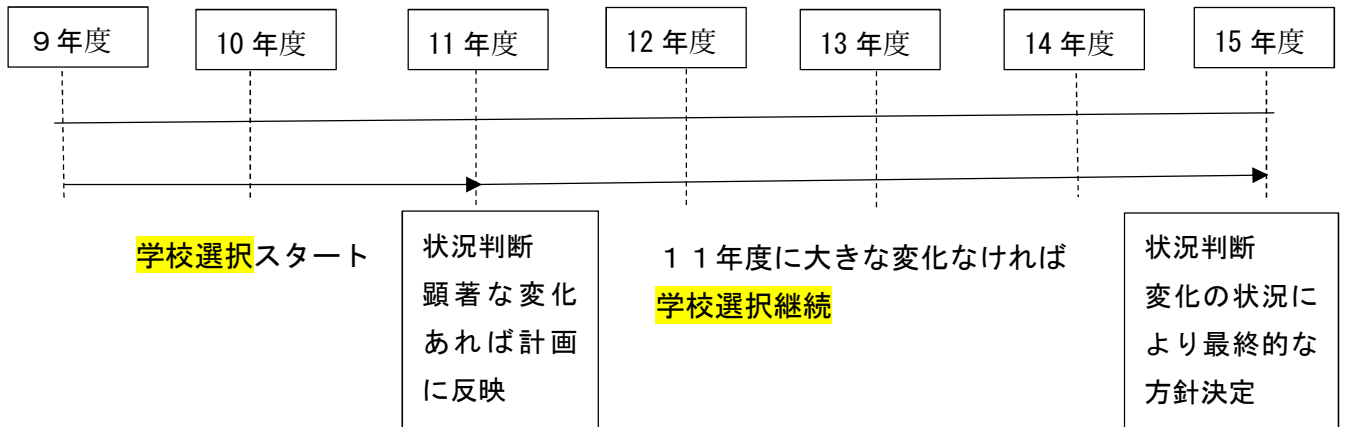 ９年度
10 年度
11 年度
12 年度
13 年度
14 年度
15 年度
学校選択スタート
状況判断
顕著な変化
あれば計画
に反映
１１年度に大きな変化なければ
学校選択継続
状況判断
変化の状況に
より最終的な
方針決定